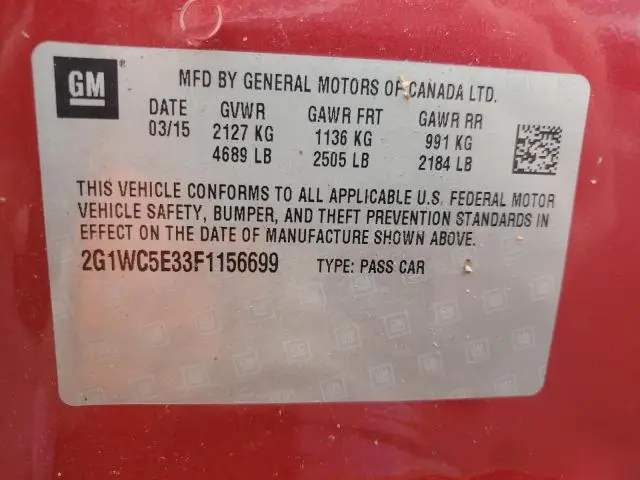 GM ® MFD BY GENERAL MOTORS OF CANADA LTD.
DATE GVWR GAWR FRT GAWR RR
03/15 2127 KG 1136 KG 991 KG
4689 LB 2505 LB 2184 LB
THIS VEHICLE CONFORMS TO ALL APPLICABLE U.S. FEDERAL MOTOR
VEHICLE SAFETY, BUMPER, AND THEFT PREVENTION STANDARDS IN
EFFECT ON THE DATE OF MANUFACTURE SHOWN ABOVE.
2G1WC5E33F1156699 TYPE: PASS CAR